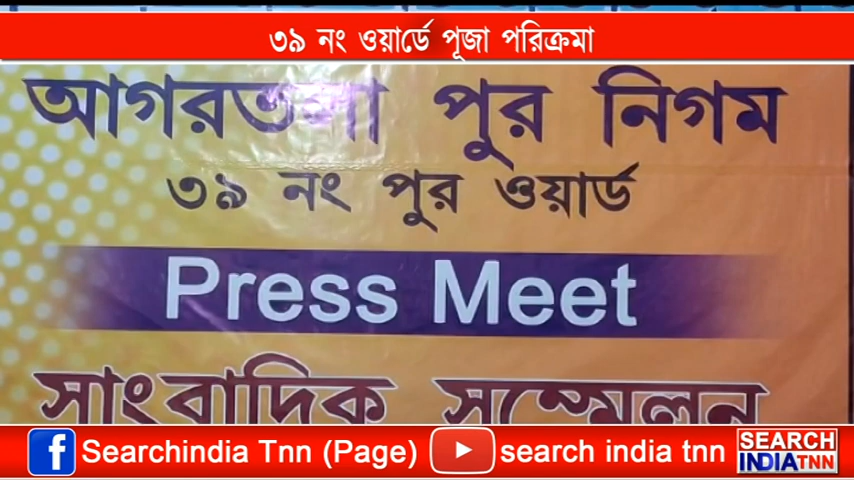 ৩৯ নং ওয়ার্ডে পূজা পরিক্রমা
আগরতলা পুর নিগম
৩৯ নং পুর ওয়ার্ড
Press Meet
সাংবাদিক সম্মেলন
Searchindia Tnn (Page) search india tnn
SEARCH
INDIATNN